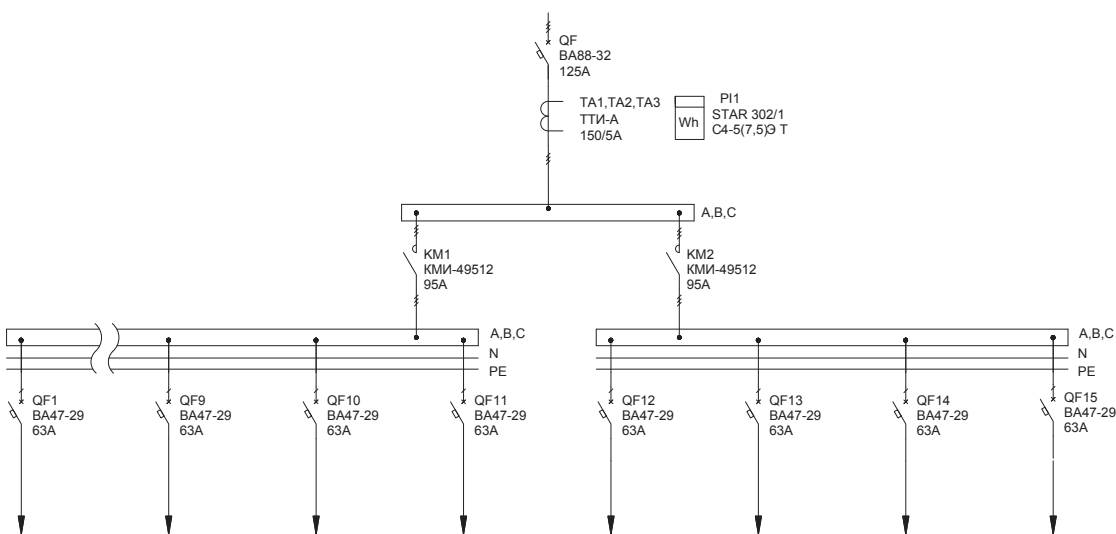 QF
ВА88-32
125А
ТА1,ТА2,ТА3
ТТИ-А
150/5А
Wh
PI1
STAR 302/1
С4-5(7,5)Э Т
А,В,С
КМ1
КМИ-49512
95А
КМ2
КМИ-49512
95А
А,В,С
N
PE
А,В,С
N
PE
QF1
ВА47-29
63А
QF9
ВА47-29
63А
QF10
ВА47-29
63А
QF11
ВА47-29
63А
QF12
ВА47-29
63А
QF13
ВА47-29
63А
QF14
ВА47-29
63А
QF15
ВА47-29
63А